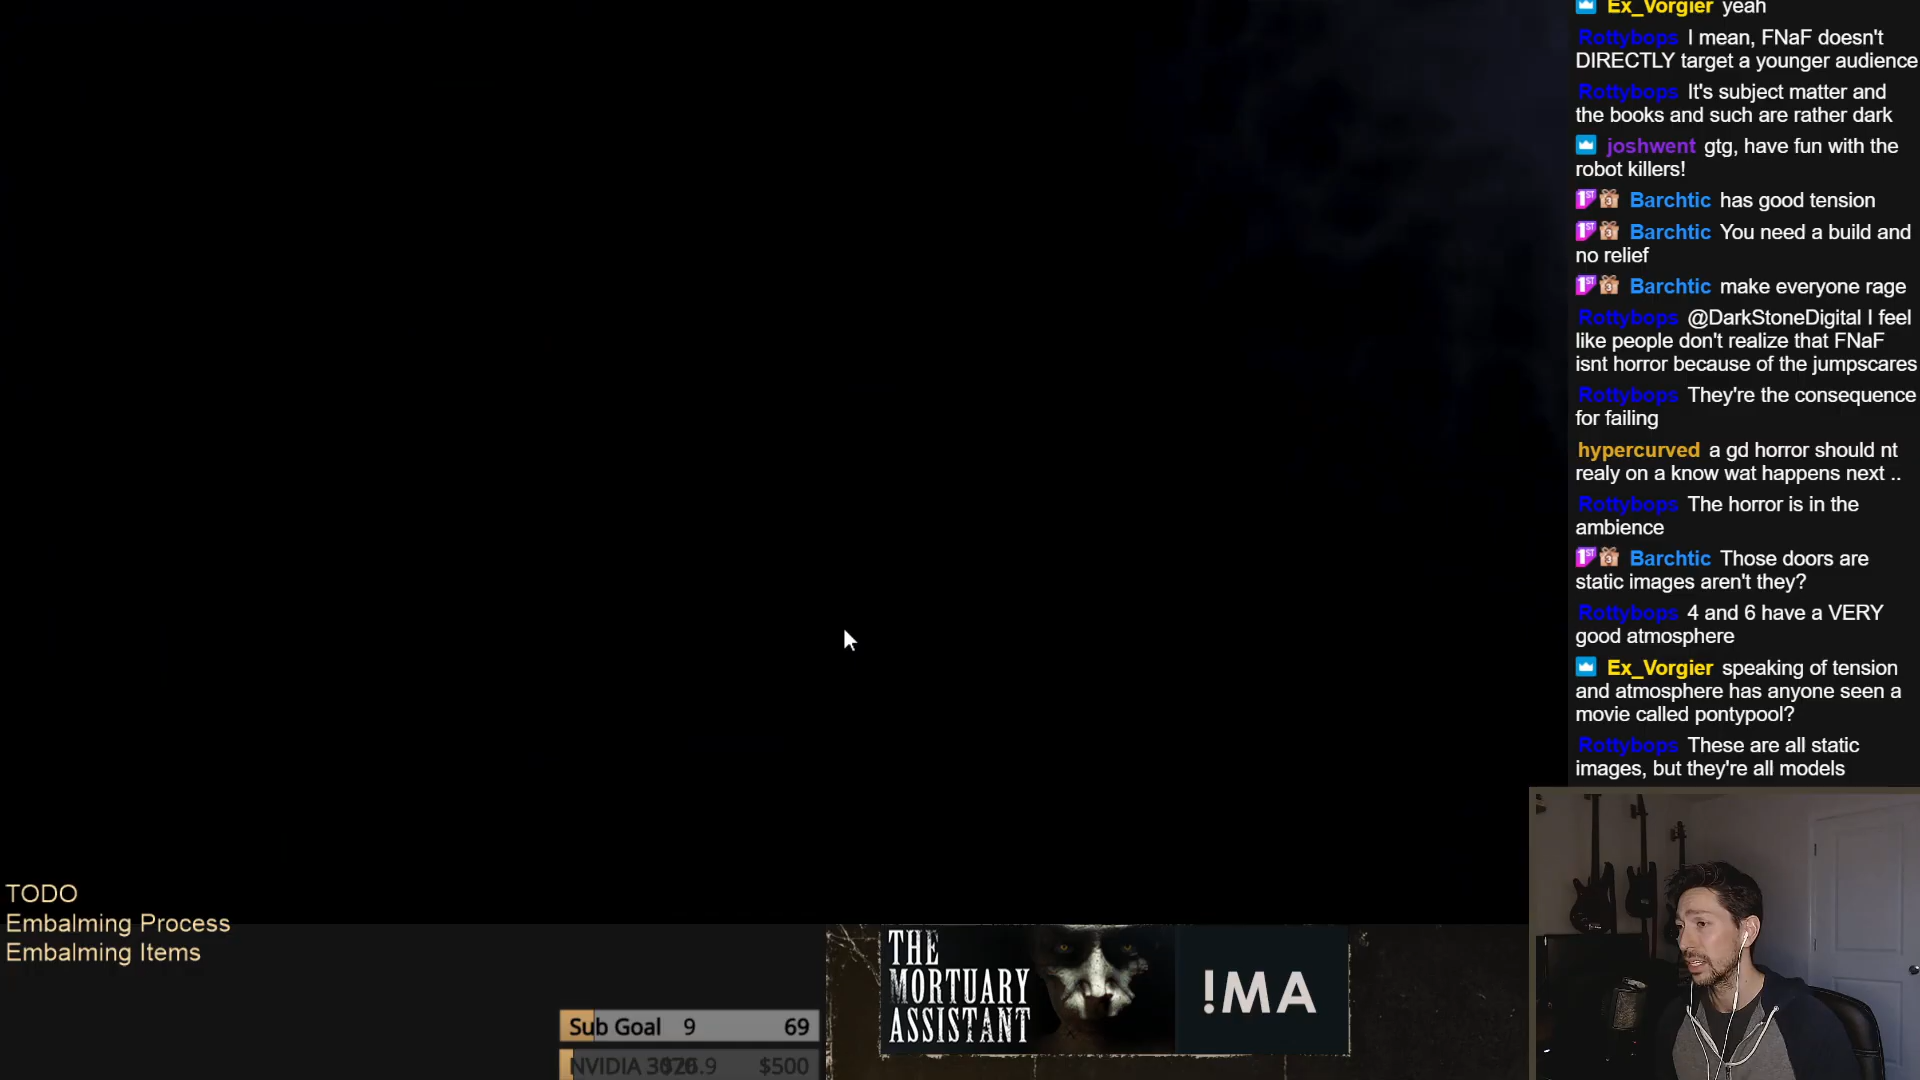 Ex_Vorgier yeah
Rottybops I mean, FNaF doesn't
DIRECTLY target a younger audience
Rottybops It's subject matter and
the books and such are rather dark
joshwent gtg, have fun with the
robot killers!
Barchtic has good tension
Barchtic You need a build and
no relief
Barchtic make everyone rage
Rottybops @DarkStoneDigital I feel
like people don't realize that FNaF
isnt horror because of the jumpscares
Rottybops They're the consequence
for failing
hypercurved a gd horror should nt
realy on a know wat happens next ..
Rottybops The horror is in the
ambience
Barchtic Those doors are
static images aren't they?
Rottybops 4 and 6 have a VERY
good atmosphere
Ex_Vorgier speaking of tension
and atmosphere has anyone seen a
movie called pontypool?
Rottybops These are all static
images, but they're all models
TODO
Embalming Process
Embalming Items
Sub Goal 9 69
NVIDIA $500
THE
MORTUARY
ASSISTANT
!MA